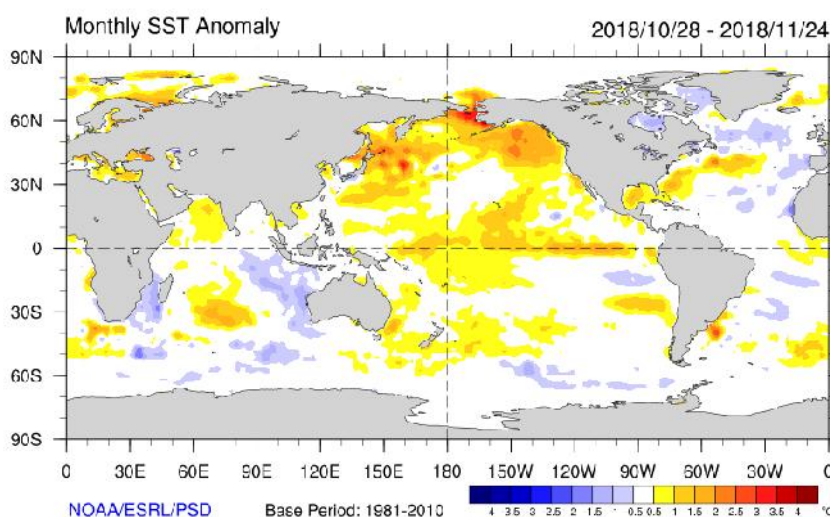 Monthly SST Anomaly 2018/10/28 - 2018/11/24
90N
60N
30N
0
30S
60S
90S
0 30E 60E 90E 120E 150E 180 150W 120W 90W 60W 30W 0
NOAA/ESRL/PSD Base Period: 1981-2010
4 3.5 3 2.5 2 1.5 1 0.5 0.5 1 1.5 2 2.5 3 3.5 4 °C